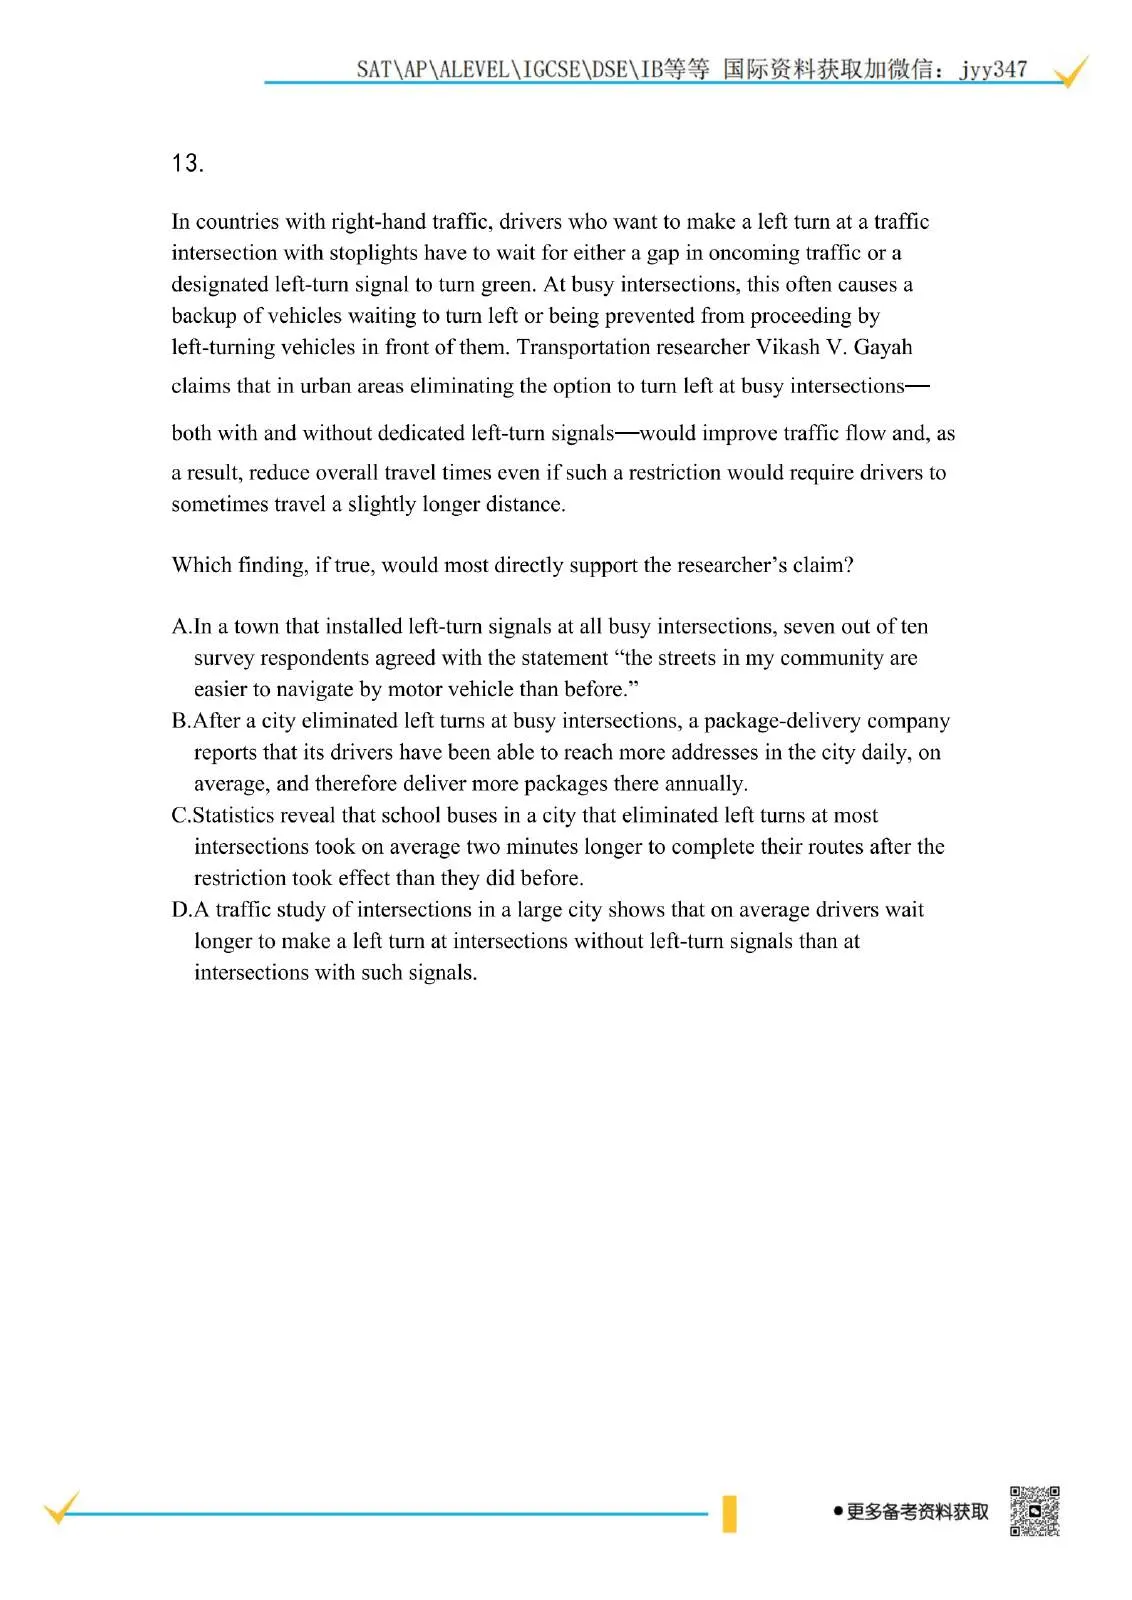 SAT\AP\ALEVEL\IGCSE\DSE\IB等等 国际资料获取加微信：jyy347
13.
In countries with right-hand traffic, drivers who want to make a left turn at a traffic
intersection with stoplights have to wait for either a gap in oncoming traffic or a
designated left-turn signal to turn green. At busy intersections, this often causes a
backup of vehicles waiting to turn left or being prevented from proceeding by
left-turning vehicles in front of them. Transportation researcher Vikash V. Gayah
claims that in urban areas eliminating the option to turn left at busy intersections—
both with and without dedicated left-turn signals—would improve traffic flow and, as
a result, reduce overall travel times even if such a restriction would require drivers to
sometimes travel a slightly longer distance.
Which finding, if true, would most directly support the researcher’s claim?
A.In a town that installed left-turn signals at all busy intersections, seven out of ten
survey respondents agreed with the statement “the streets in my community are
easier to navigate by motor vehicle than before.”
B.After a city eliminated left turns at busy intersections, a package-delivery company
reports that its drivers have been able to reach more addresses in the city daily, on
average, and therefore deliver more packages there annually.
C.Statistics reveal that school buses in a city that eliminated left turns at most
intersections took on average two minutes longer to complete their routes after the
restriction took effect than they did before.
D.A traffic study of intersections in a large city shows that on average drivers wait
longer to make a left turn at intersections without left-turn signals than at
intersections with such signals.
●更多备考资料获取